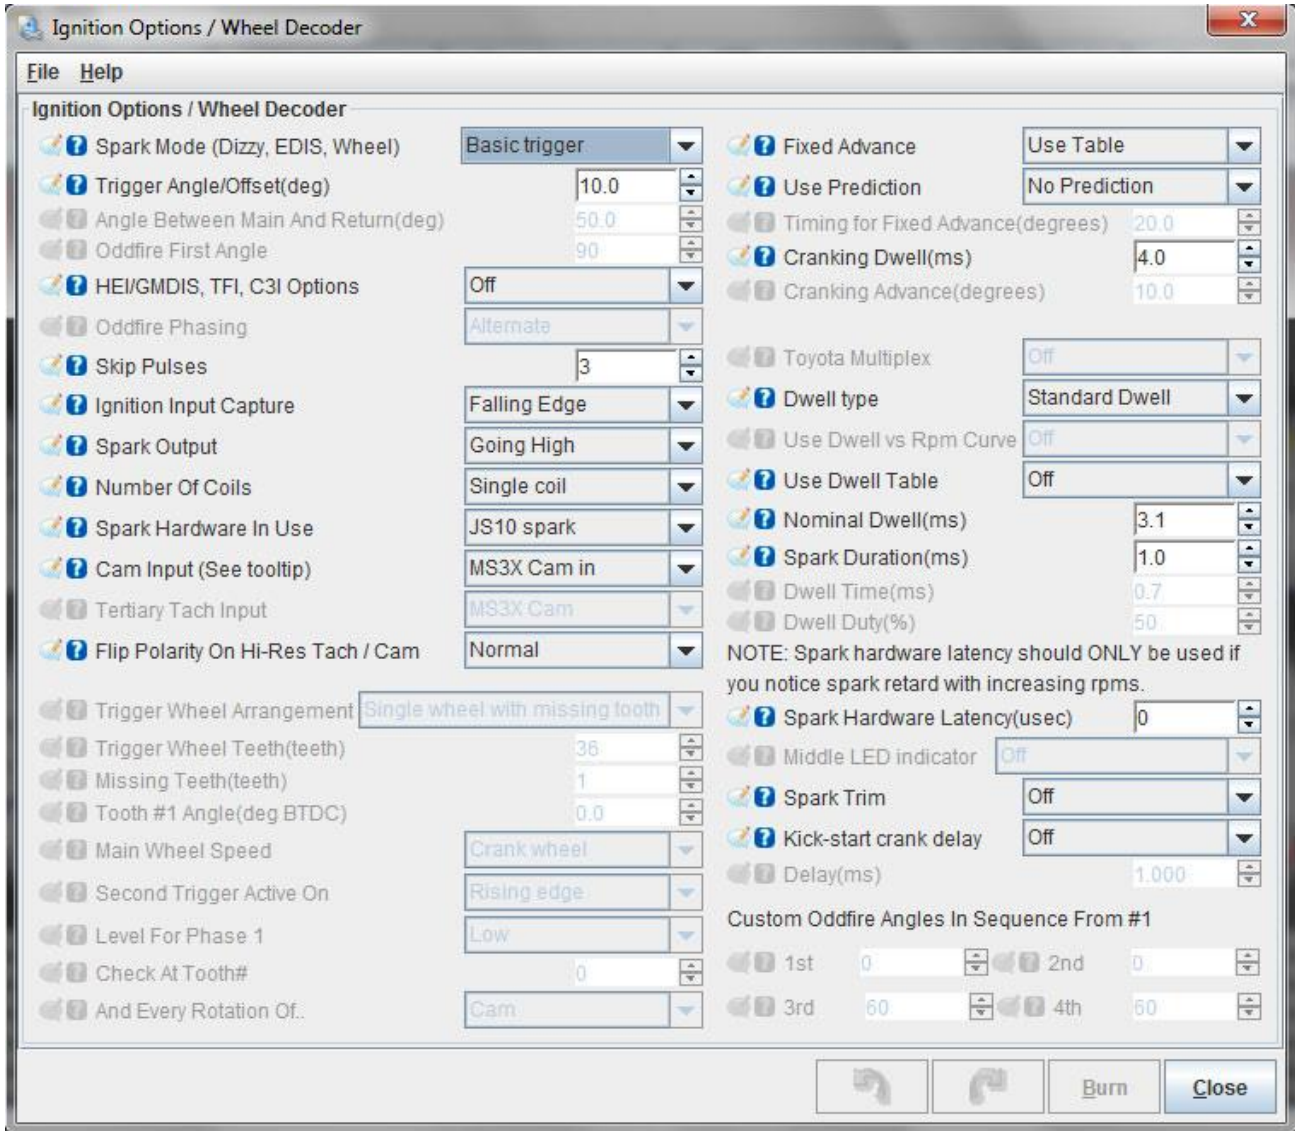 Ignition Options / Wheel Decoder
File Help
Ignition Options / Wheel Decoder
Spark Mode (Dizzy, EDIS, Wheel) Basic trigger
Trigger Angle/Offset(deg) 10.0
Angle Between Main And Return(deg) 50.0
Oddfire First Angle 90
HEI/GMDIS, TFI, C3I Options Off
Oddfire Phasing Alternate
Skip Pulses 3
Ignition Input Capture Falling Edge
Spark Output Going High
Number Of Coils Single coil
Spark Hardware In Use JS10 spark
Cam Input (See tooltip) MS3X Cam in
Tertiary Tach Input MS3X Cam
Flip Polarity On Hi-Res Tach / Cam Normal
Trigger Wheel Arrangement Single wheel with missing tooth
Trigger Wheel Teeth(teeth) 36
Missing Teeth(teeth) 1
Tooth #1 Angle(deg BTDC) 0.0
Main Wheel Speed Crank wheel
Second Trigger Active On Rising edge
Level For Phase 1 Low
Check At Tooth# 0
And Every Rotation Of.. Cam
Fixed Advance Use Table
Use Prediction No Prediction
Timing for Fixed Advance(degrees) 20.0
Cranking Dwell(ms) 4.0
Cranking Advance(degrees) 10.0
Toyota Multiplex Off
Dwell type Standard Dwell
Use Dwell vs Rpm Curve Off
Use Dwell Table Off
Nominal Dwell(ms) 3.1
Spark Duration(ms) 1.0
Dwell Time(ms) 0.7
Dwell Duty(%) 50
NOTE: Spark hardware latency should ONLY be used if
you notice spark retard with increasing rpms.
Spark Hardware Latency(usec) 0
Middle LED indicator Off
Spark Trim Off
Kick-start crank delay Off
Delay(ms) 1.000
Custom Oddfire Angles In Sequence From #1
1st 0 2nd 0
3rd 60 4th 60
Burn Close